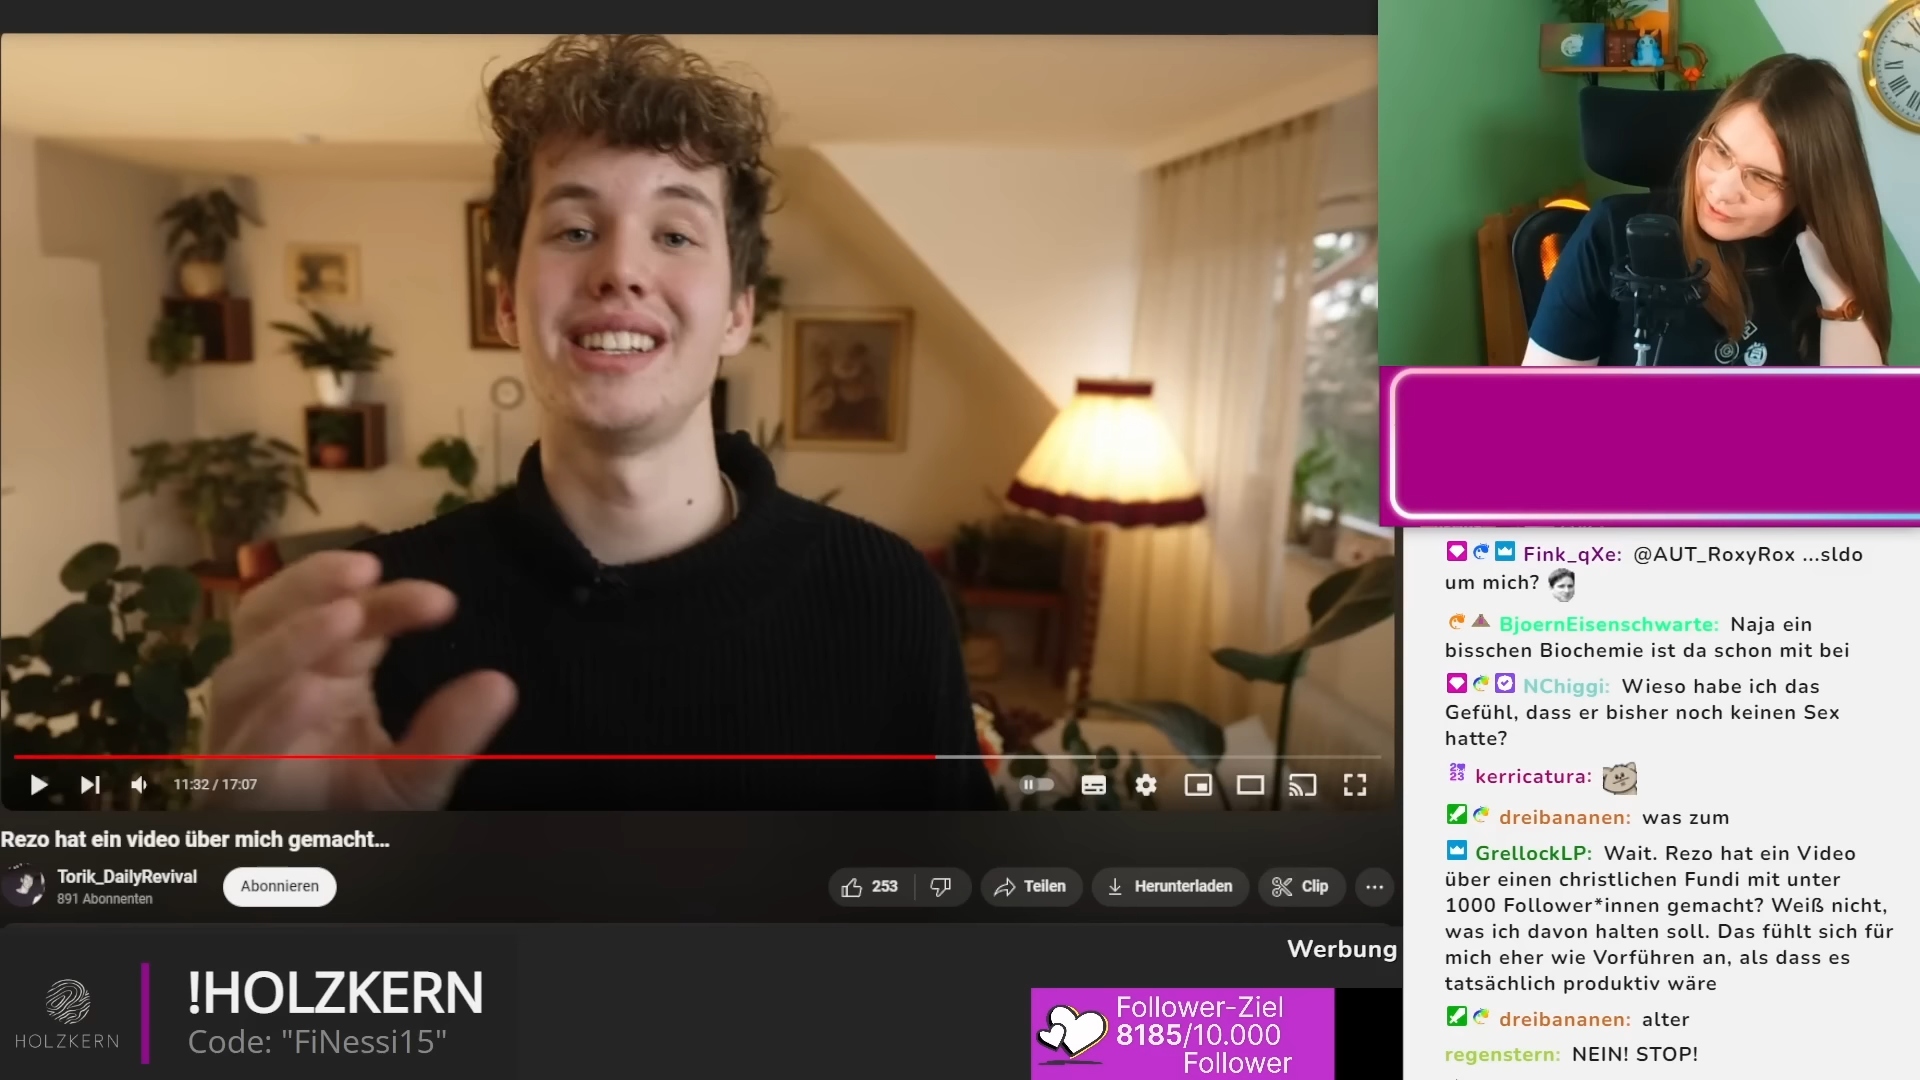 11:32 / 17:07
Rezo hat ein video über mich gemacht...
Torik_DailyRevival
891 Abonnenten
Abonnieren
253
Teilen
Herunterladen
Clip
Werbung
HOLZKERN
!HOLZKERN
Code: "FiNessi15"
Follower-Ziel
8185/10.000
Follower
Fink_qXe: @AUT_RoxyRox ...sldo
um mich?
BjoernEisenschwarte: Naja ein
bisschen Biochemie ist da schon mit bei
NChiggi: Wieso habe ich das
Gefühl, dass er bisher noch keinen Sex
hatte?
kerricatura:
dreibananen: was zum
GrellockLP: Wait. Rezo hat ein Video
über einen christlichen Fundi mit unter
1000 Follower*innen gemacht? Weiß nicht,
was ich davon halten soll. Das fühlt sich für
mich eher wie Vorführen an, als dass es
tatsächlich produktiv wäre
dreibananen: alter
regenstern: NEIN! STOP!